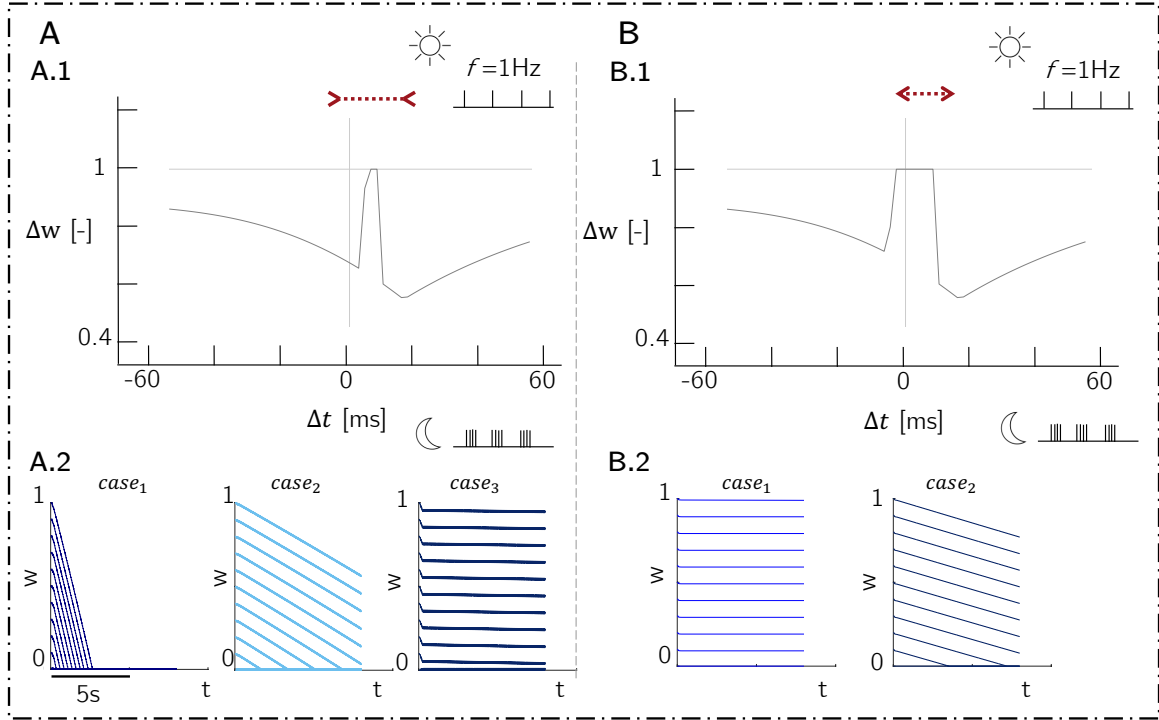 A
A.1
f=1Hz
1
Δw [-]
0.4
-60
0
60
Δt [ms]
A.2
case₁
1
w
0
5s
t
case₂
1
w
0
t
case₃
1
w
0
t
B
B.1
f=1Hz
1
Δw [-]
0.4
-60
0
60
Δt [ms]
B.2
case₁
1
w
0
t
case₂
1
w
0
t